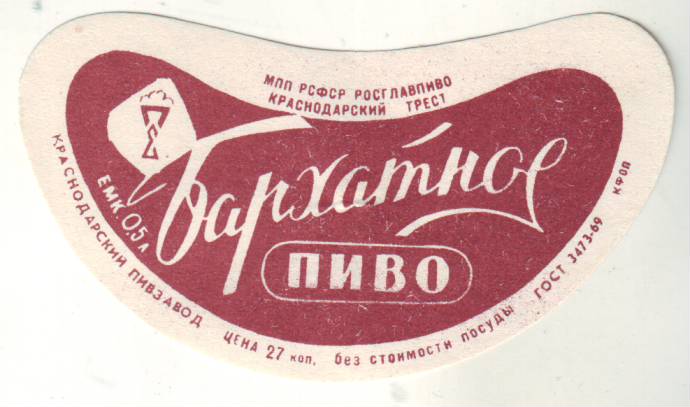 МПП РСФСР РОСГЛАВПИВО
КРАСНОДАРСКИЙ ТРЕСТ
Бархатное
ПИВО
ЕМК. 0,5 Л
КРАСНОДАРСКИЙ ПИВЗАВОД ЦЕНА 27 коп. без стоимости посуды ГОСТ 3473-69 КФОП